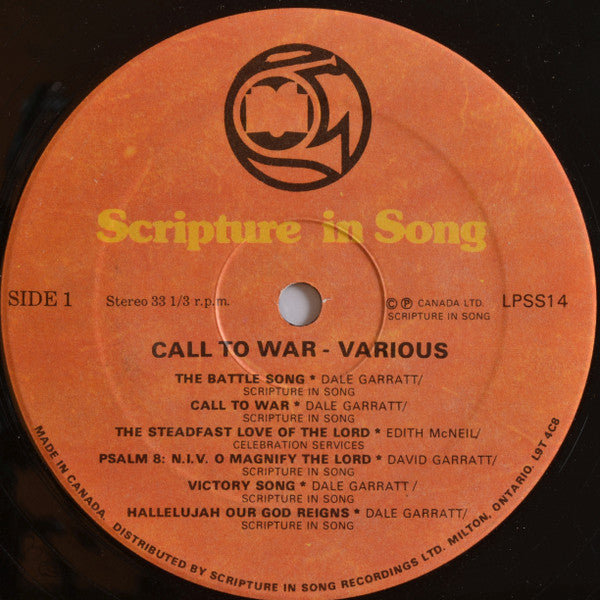 Scripture in Song
SIDE 1
Stereo 33 1/3 r.p.m.
© ℗ CANADA LTD.
SCRIPTURE IN SONG
LPSS14
CALL TO WAR - VARIOUS
THE BATTLE SONG * DALE GARRATT/
SCRIPTURE IN SONG
CALL TO WAR * DALE GARRATT/
SCRIPTURE IN SONG
THE STEADFAST LOVE OF THE LORD * EDITH McNEIL/
CELEBRATION SERVICES
PSALM 8: N.I.V. O MAGNIFY THE LORD * DAVID GARRATT/
SCRIPTURE IN SONG
VICTORY SONG * DALE GARRATT/
SCRIPTURE IN SONG
HALLELUJAH OUR GOD REIGNS * DALE GARRATT/
SCRIPTURE IN SONG
MADE IN CANADA. DISTRIBUTED BY SCRIPTURE IN SONG RECORDINGS LTD. MILTON, ONTARIO. L9T 4C8